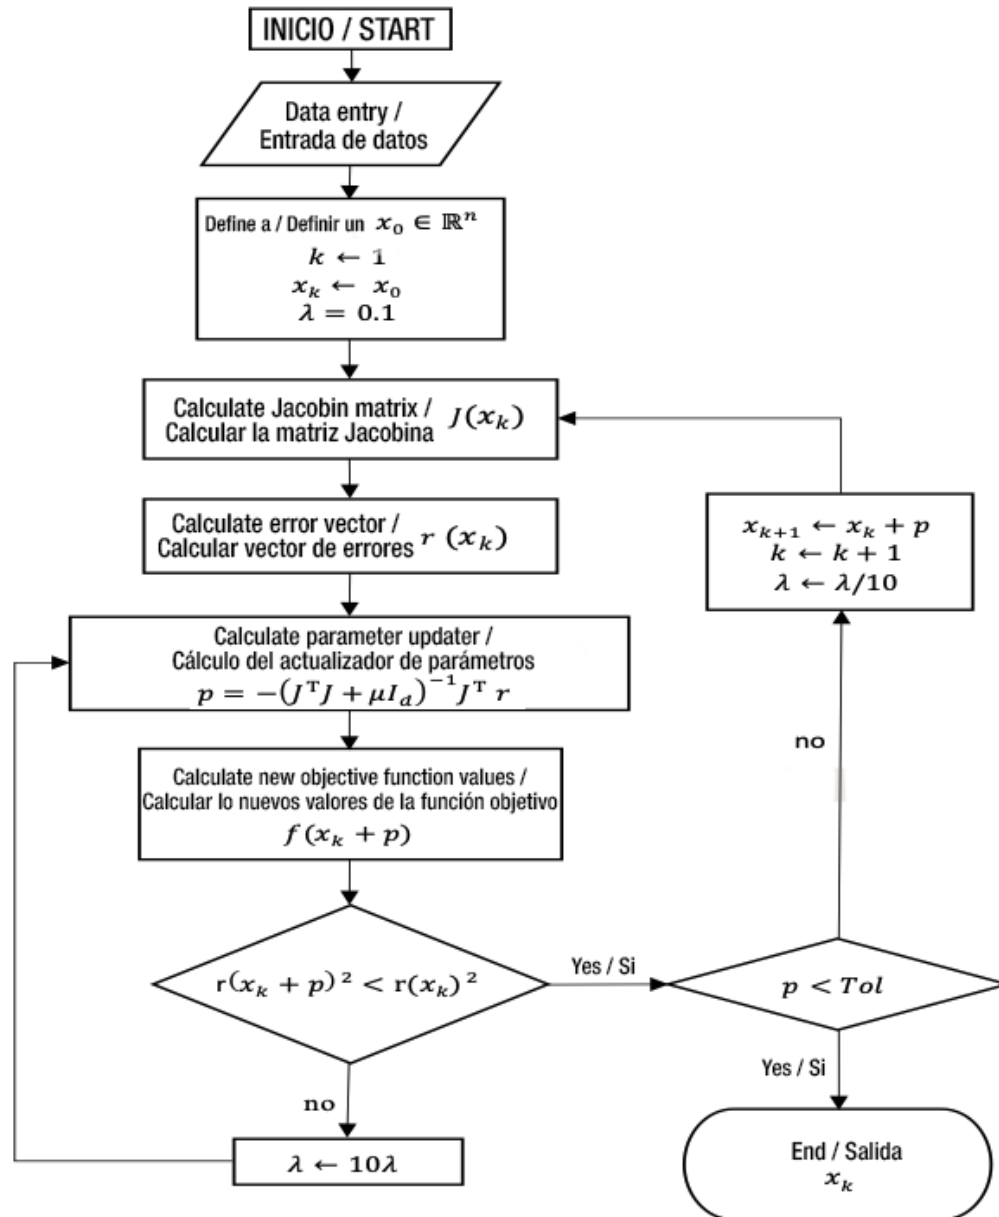 INICIO / START
Data entry /
Entrada de datos
Define a / Definir un x₀ ∈ ℝⁿ
k ← 1
xₖ ← x₀
λ = 0.1
Calculate Jacobin matrix /
Calcular la matriz Jacobina J(xₖ)
Calculate error vector /
Calcular vector de errores r (xₖ)
Calculate parameter updater /
Cálculo del actualizador de parámetros
p = −(JᵀJ + μI_d)⁻¹Jᵀ r
Calculate new objective function values /
Calcular lo nuevos valores de la función objetivo
f(xₖ + p)
r(xₖ + p)² < r(xₖ)²
Yes / Si
no
λ ← 10λ
p < Tol
no
xₖ₊₁ ← xₖ + p
k ← k + 1
λ ← λ/10
Yes / Si
End / Salida
xₖ